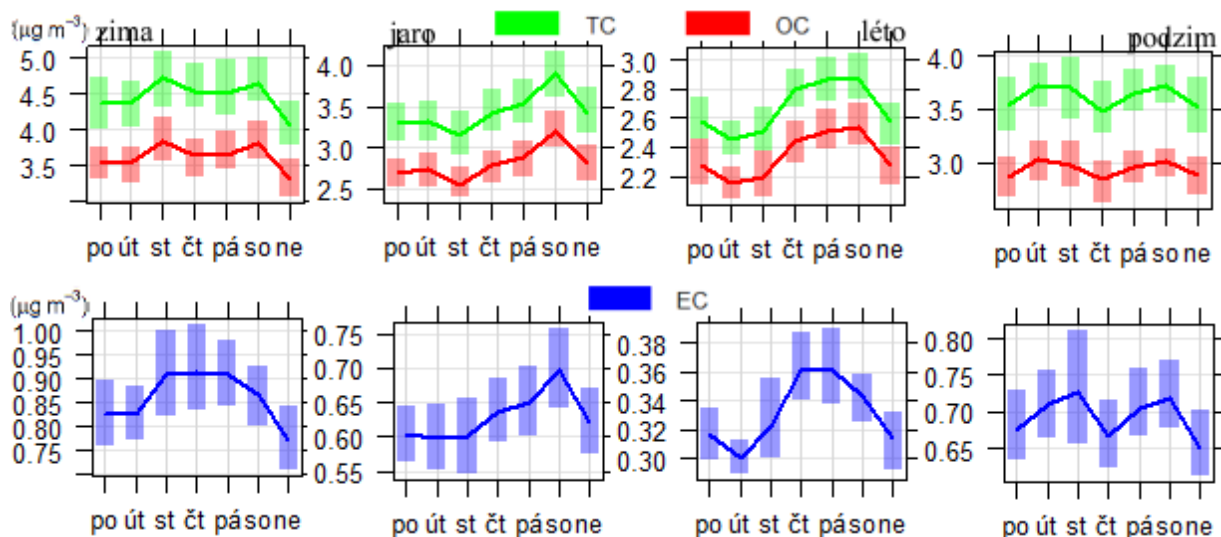 (μg m⁻³) zima jaro TC OC léto podzim
5.0 4.5 4.0 3.5
4.0 3.5 3.0 2.5
3.0 2.8 2.6 2.4 2.2
4.0 3.5 3.0
po út st čt pá so ne po út st čt pá so ne po út st čt pá so ne po út st čt pá so ne
(μg m⁻³) EC
1.00 0.95 0.90 0.85 0.80 0.75
0.75 0.70 0.65 0.60 0.55
0.38 0.36 0.34 0.32 0.30
0.80 0.75 0.70 0.65
po út st čt pá so ne po út st čt pá so ne po út st čt pá so ne po út st čt pá so ne